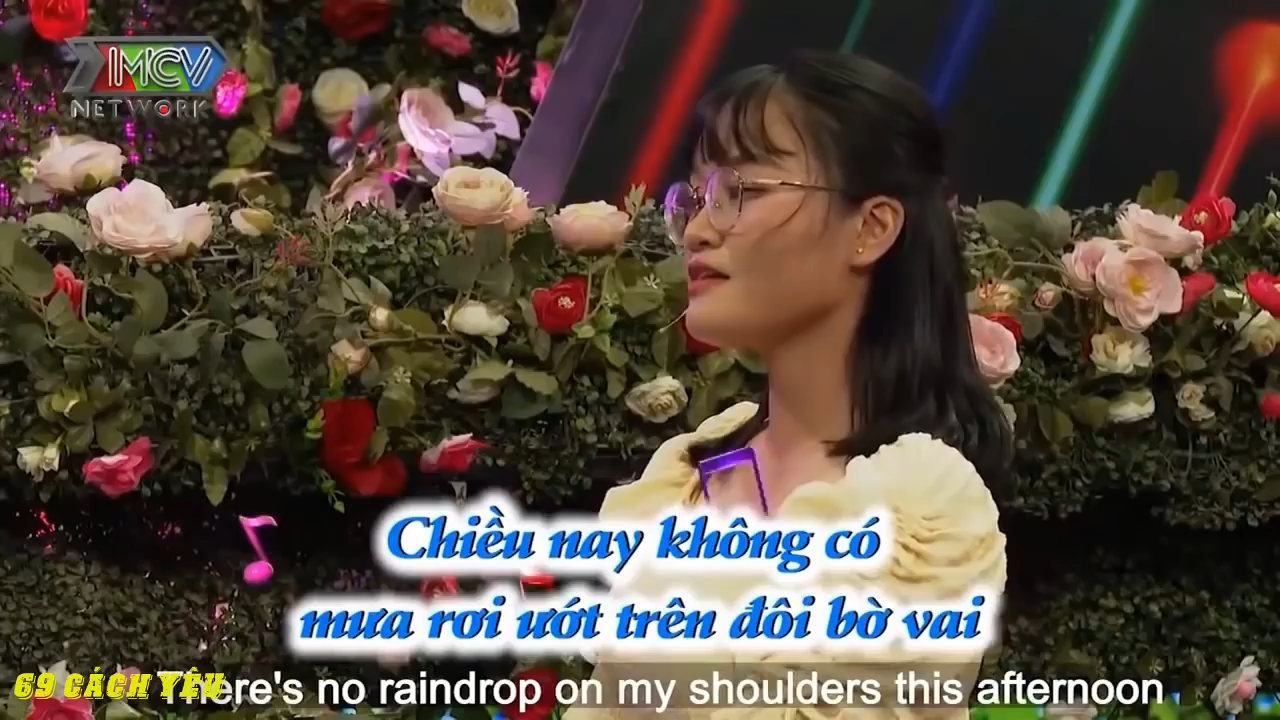 MCV
NETWORK
Chiều nay không có
mưa rơi ướt trên đôi bờ vai
69 CÁCH YÊU
There's no raindrop on my shoulders this afternoon